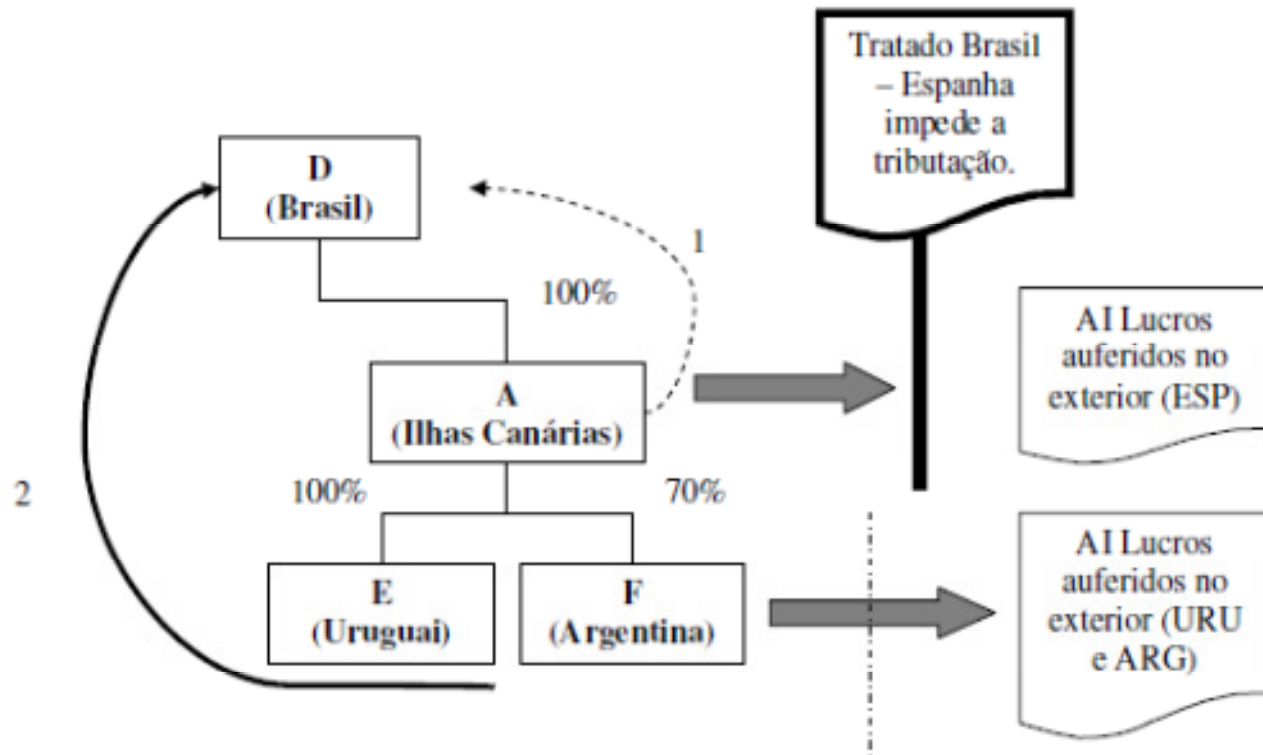 Tratado Brasil
– Espanha
impede a
tributação.
D
(Brasil)
1
100%
AI Lucros
auferidos no
exterior (ESP)
A
(Ilhas Canárias)
2
100%
70%
E
(Uruguai)
F
(Argentina)
AI Lucros
auferidos no
exterior (URU
e ARG)